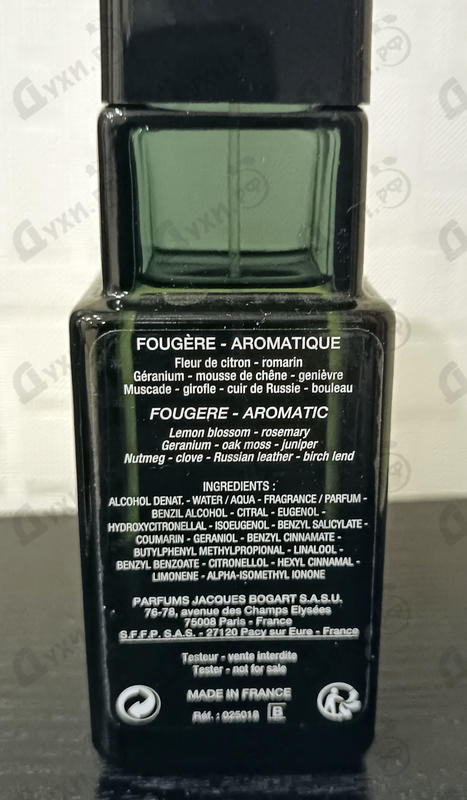 FOUGÈRE - AROMATIQUE
Fleur de citron - romarin
Géranium - mousse de chêne - genièvre
Muscade - girofle - cuir de Russie - bouleau
FOUGERE - AROMATIC
Lemon blossom - rosemary
Geranium - oak moss - juniper
Nutmeg - clove - Russian leather - birch lend
INGREDIENTS :
ALCOHOL DENAT. - WATER / AQUA - FRAGRANCE / PARFUM -
BENZIL ALCOHOL - CITRAL - EUGENOL -
HYDROXYCITRONELLAL - ISOEUGENOL - BENZYL SALICYLATE -
COUMARIN - GERANIOL - BENZYL CINNAMATE -
BUTYLPHENYL METHYLPROPIONAL - LINALOOL -
BENZYL BENZOATE - CITRONELLOL - HEXYL CINNAMAL -
LIMONENE - ALPHA-ISOMETHYL IONONE
PARFUMS JACQUES BOGART S.A.S.U.
76-78, avenue des Champs Elysées
75008 Paris - France
S.F.F.P. S.A.S. - 27120 Pacy sur Eure - France
Testeur - vente interdite
Tester - not for sale
MADE IN FRANCE
Réf. : 025018 B
Духи.рф